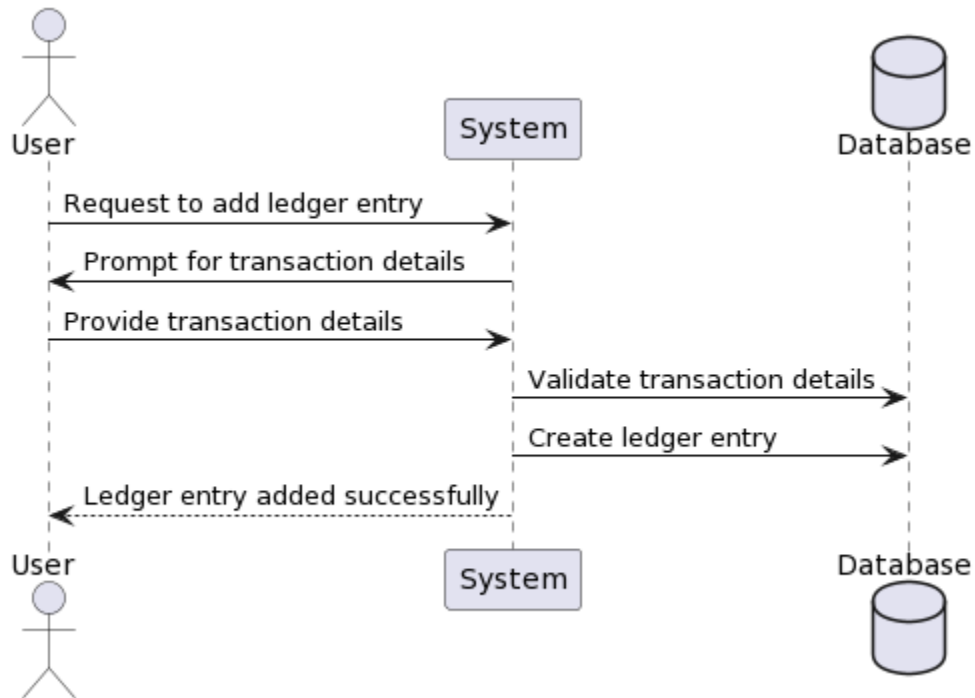 User
System
Database
Request to add ledger entry
Prompt for transaction details
Provide transaction details
Validate transaction details
Create ledger entry
Ledger entry added successfully
User
System
Database